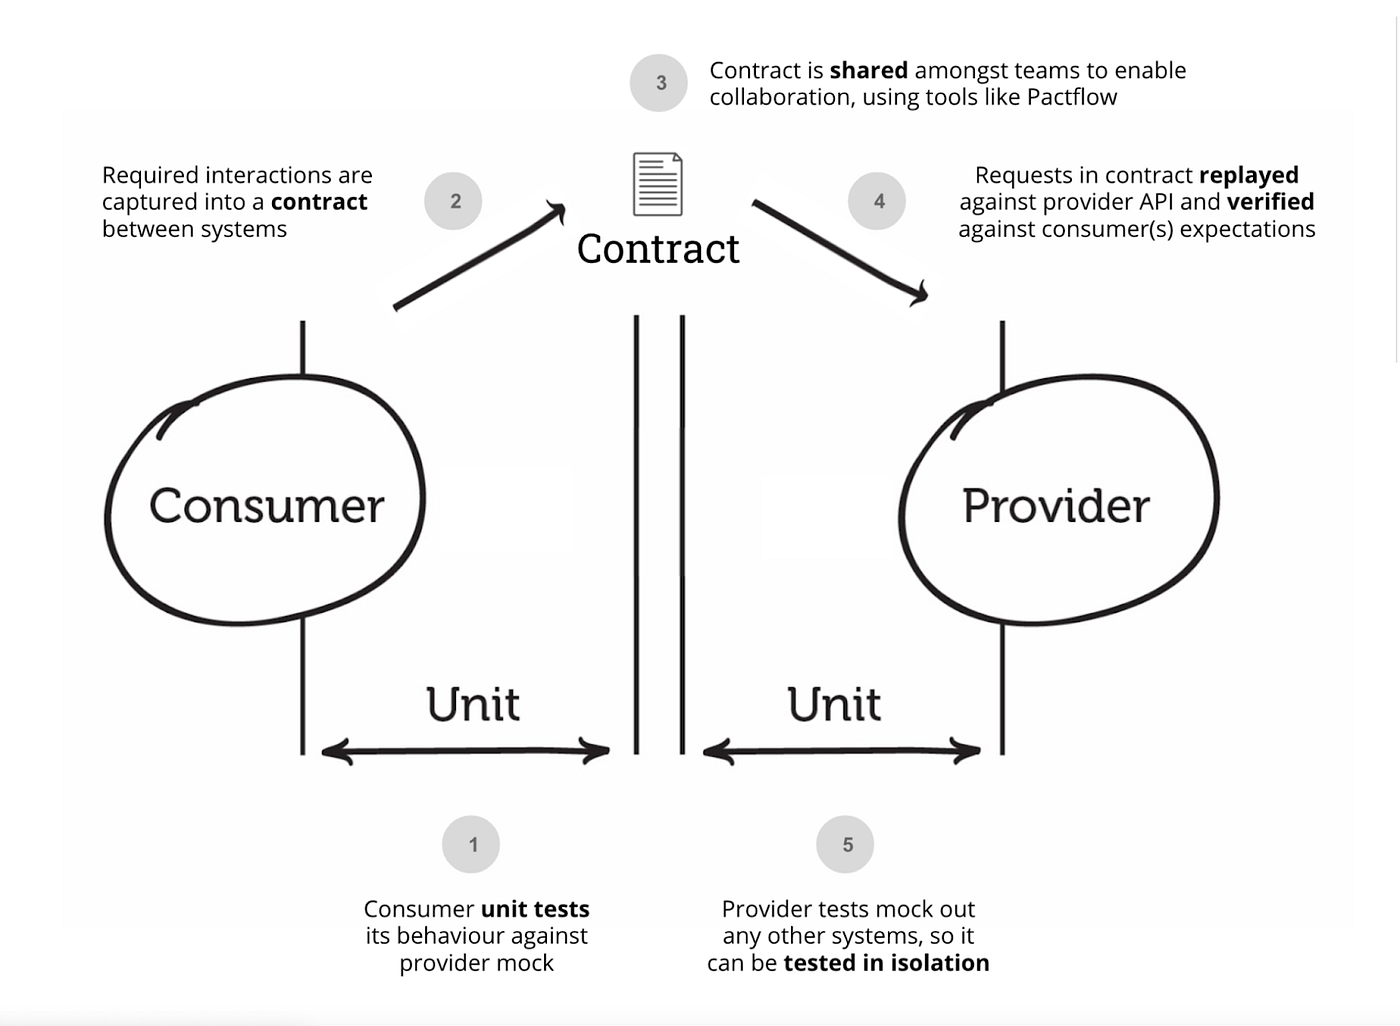 3
Contract is shared amongst teams to enable
collaboration, using tools like Pactflow
Required interactions are
captured into a contract
between systems
2
Contract
4
Requests in contract replayed
against provider API and verified
against consumer(s) expectations
Consumer
Provider
Unit
Unit
1
Consumer unit tests
its behaviour against
provider mock
5
Provider tests mock out
any other systems, so it
can be tested in isolation